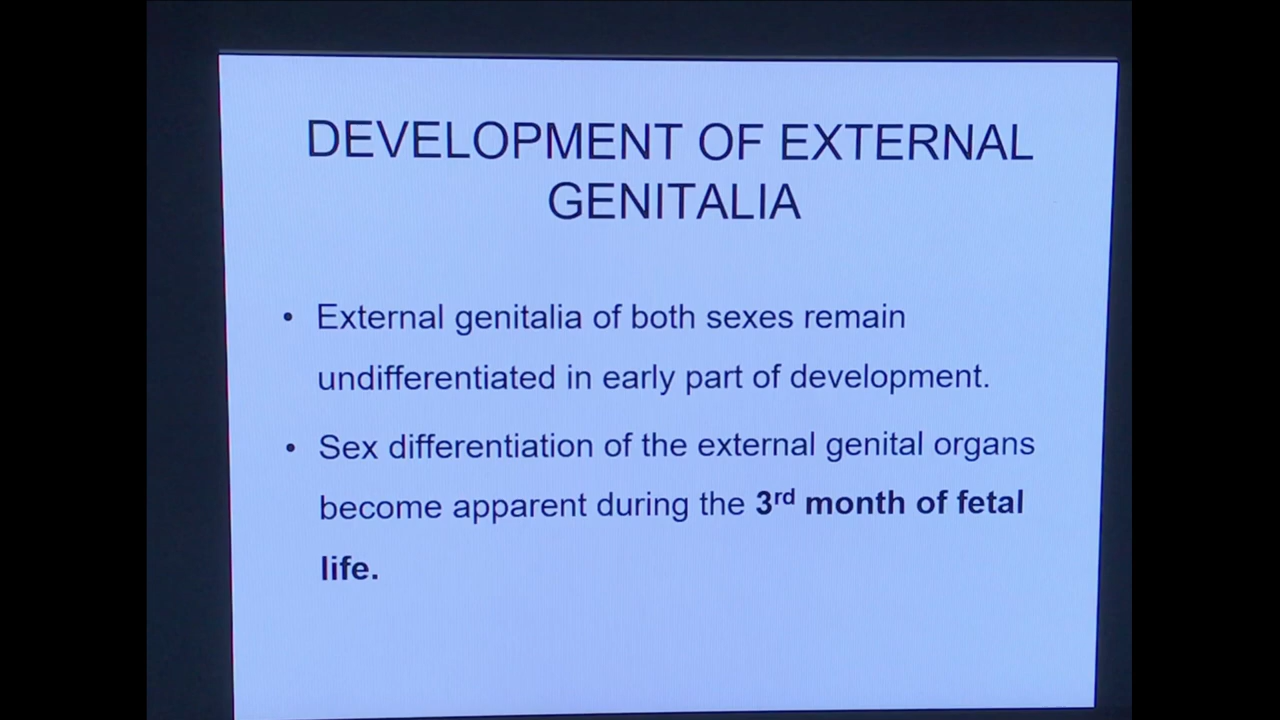 DEVELOPMENT OF EXTERNAL
GENITALIA
• External genitalia of both sexes remain
undifferentiated in early part of development.
• Sex differentiation of the external genital organs
become apparent during the 3rd month of fetal
life.